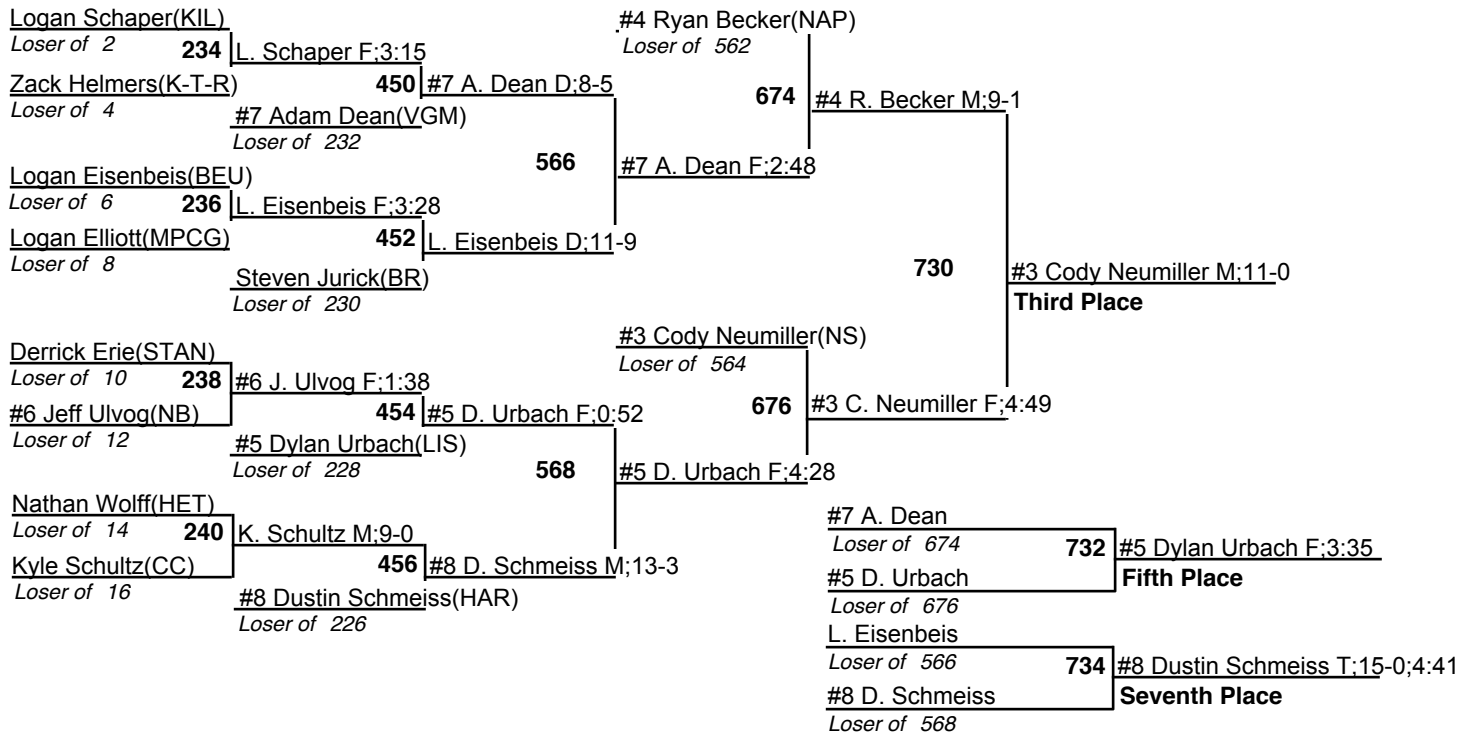 Logan Schaper(KIL)
Loser of 2
234
L. Schaper F;3:15
Zack Helmers(K-T-R)
Loser of 4
450
#7 A. Dean D;8-5
#7 Adam Dean(VGM)
Loser of 232
566
#7 A. Dean F;2:48
Logan Eisenbeis(BEU)
Loser of 6
236
L. Eisenbeis F;3:28
Logan Elliott(MPCG)
Loser of 8
452
L. Eisenbeis D;11-9
Steven Jurick(BR)
Loser of 230
#4 Ryan Becker(NAP)
Loser of 562
674
#4 R. Becker M;9-1
730
#3 Cody Neumiller M;11-0
Third Place
Derrick Erie(STAN)
Loser of 10
238
#6 J. Ulvog F;1:38
#6 Jeff Ulvog(NB)
Loser of 12
454
#5 D. Urbach F;0:52
#5 Dylan Urbach(LIS)
Loser of 228
568
#5 D. Urbach F;4:28
Nathan Wolff(HET)
Loser of 14
240
K. Schultz M;9-0
Kyle Schultz(CC)
Loser of 16
456
#8 D. Schmeiss M;13-3
#8 Dustin Schmeiss(HAR)
Loser of 226
#3 Cody Neumiller(NS)
Loser of 564
676
#3 C. Neumiller F;4:49
#7 A. Dean
Loser of 674
732
#5 Dylan Urbach F;3:35
#5 D. Urbach
Fifth Place
Loser of 676
L. Eisenbeis
Loser of 566
734
#8 Dustin Schmeiss T;15-0;4:41
#8 D. Schmeiss
Seventh Place
Loser of 568